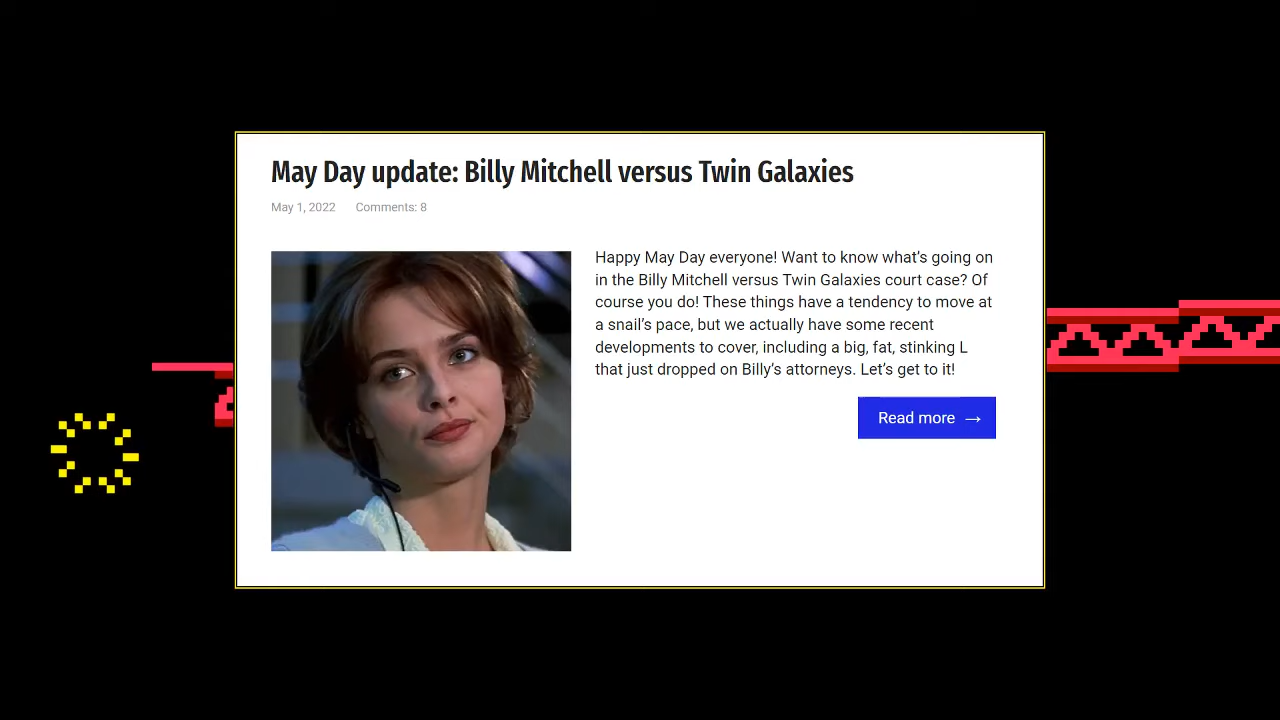 May Day update: Billy Mitchell versus Twin Galaxies
May 1, 2022 Comments: 8
Happy May Day everyone! Want to know what’s going on
in the Billy Mitchell versus Twin Galaxies court case? Of
course you do! These things have a tendency to move at
a snail’s pace, but we actually have some recent
developments to cover, including a big, fat, stinking L
that just dropped on Billy’s attorneys. Let’s get to it!
Read more →